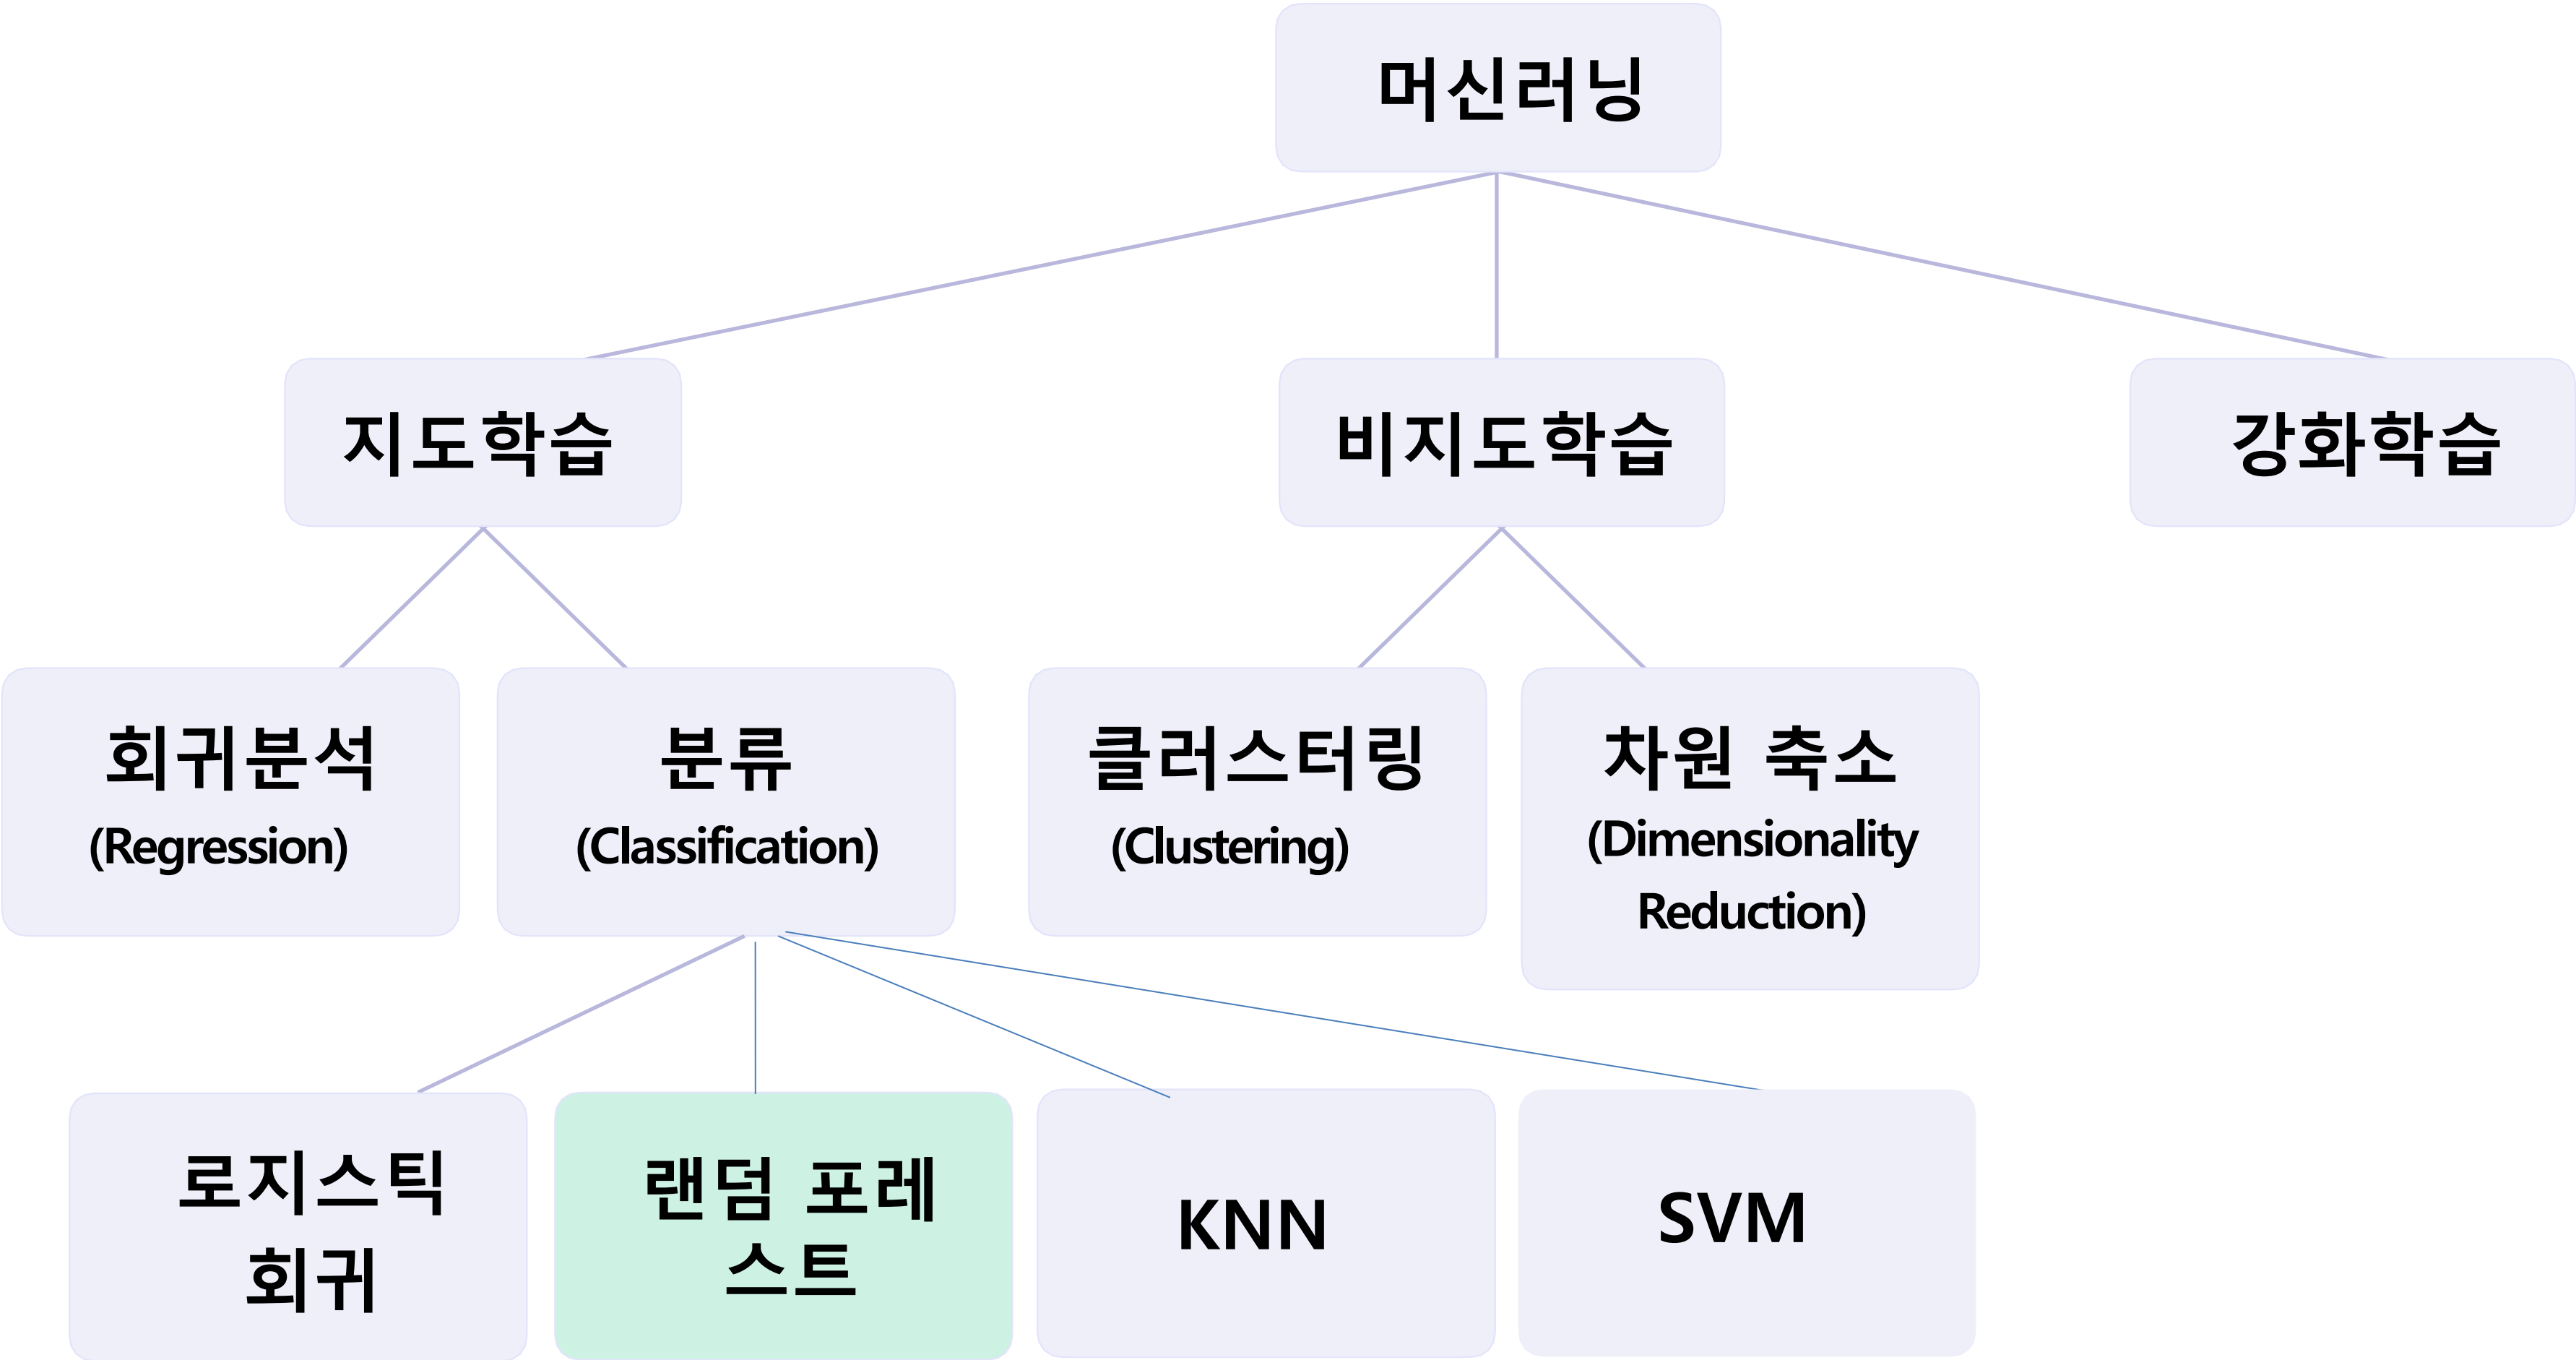 머신러닝
지도학습
비지도학습
강화학습
회귀분석
(Regression)
분류
(Classification)
클러스터링
(Clustering)
차원 축소
(Dimensionality
Reduction)
로지스틱
회귀
랜덤 포레
스트
KNN
SVM